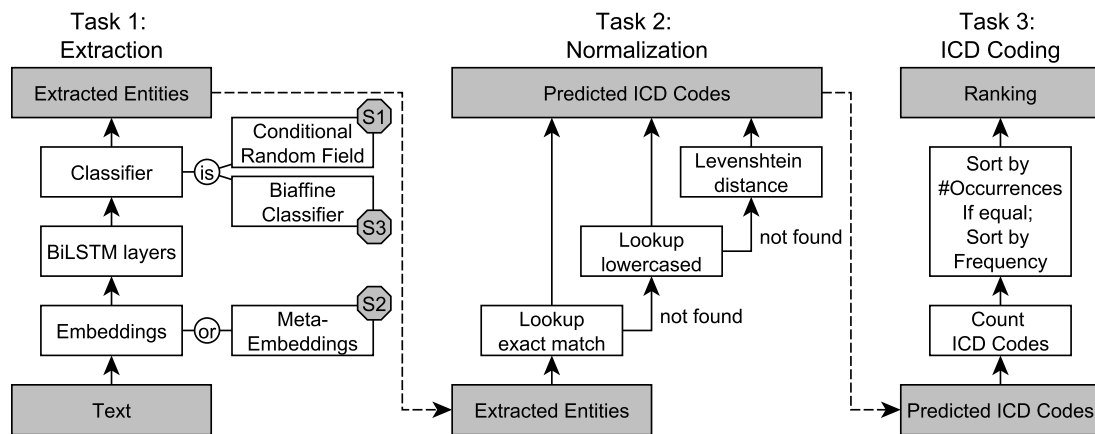 Task 1:
Extraction
Extracted Entities
S1
Conditional
Random Field
Classifier
is
Biaffine
Classifier
S3
BiLSTM layers
S2
Embeddings
or
Meta-
Embeddings
Text
Task 2:
Normalization
Predicted ICD Codes
Levenshtein
distance
not found
Lookup
lowercased
not found
Lookup
exact match
Extracted Entities
Task 3:
ICD Coding
Ranking
Sort by
#Occurrences
If equal;
Sort by
Frequency
Count
ICD Codes
Predicted ICD Codes